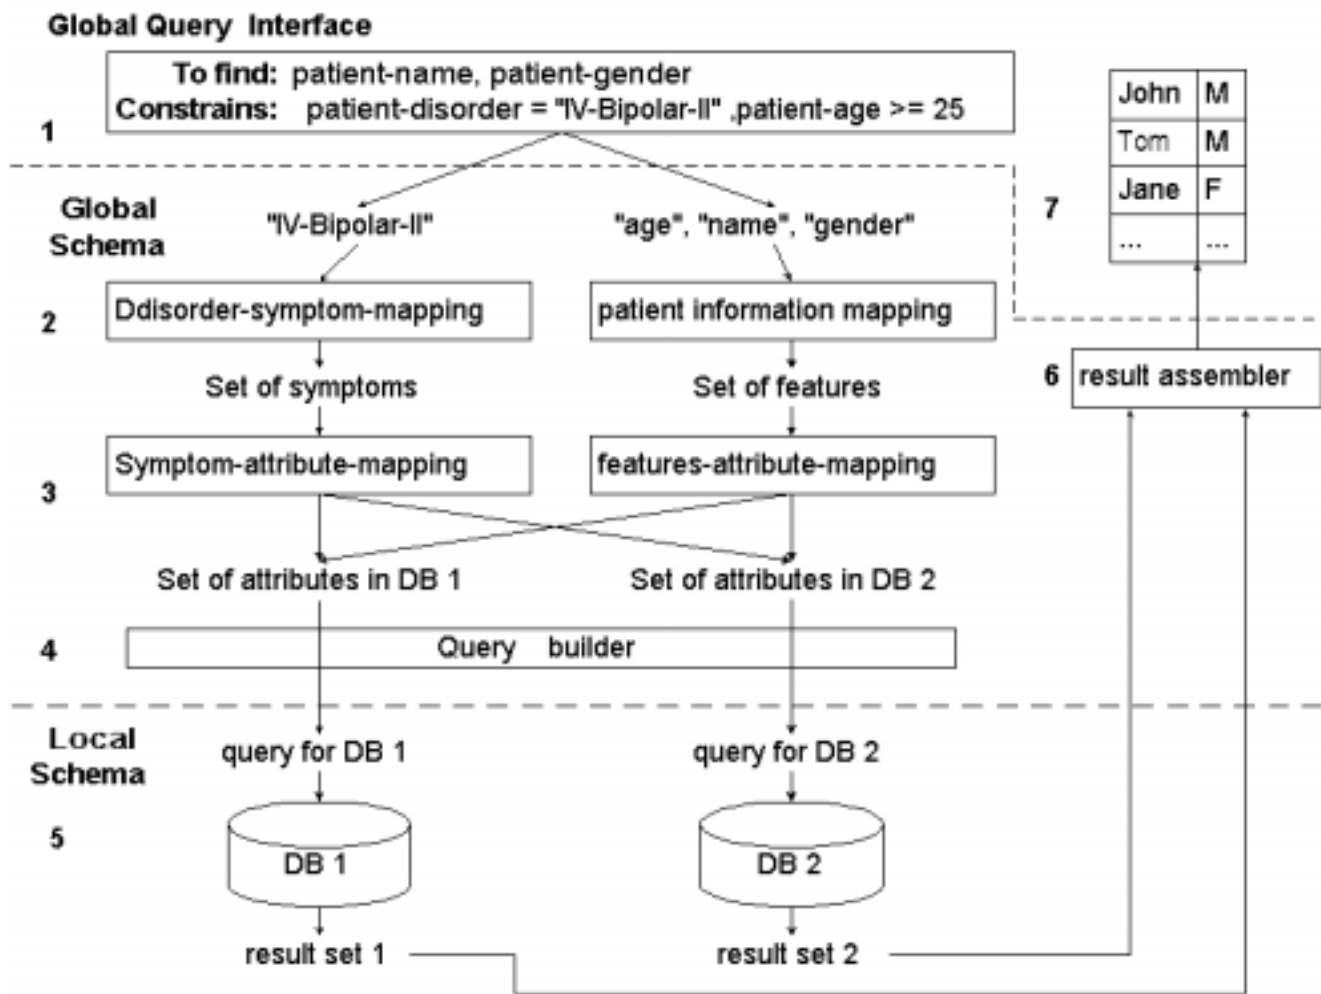 Global Query Interface
To find: patient-name, patient-gender
Constrains: patient-disorder = "IV-Bipolar-II" ,patient-age >= 25
1
John M
Tom M
Jane F
... ...
7
Global
Schema
"IV-Bipolar-II"
"age", "name", "gender"
2
Ddisorder-symptom-mapping
patient information mapping
Set of symptoms
Set of features
6
result assembler
3
Symptom-attribute-mapping
features-attribute-mapping
Set of attributes in DB 1
Set of attributes in DB 2
4
Query builder
Local
Schema
query for DB 1
query for DB 2
5
DB 1
DB 2
result set 1
result set 2